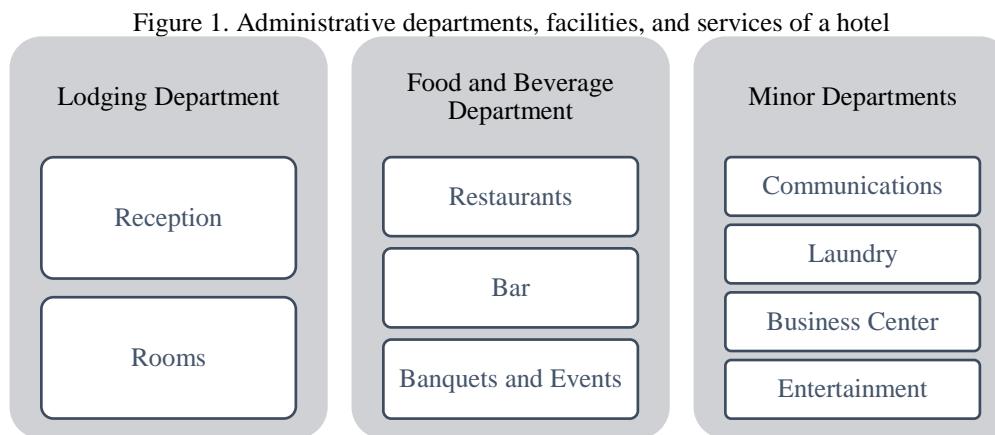 Figure 1. Administrative departments, facilities, and services of a hotel
Lodging Department
Reception
Rooms
Food and Beverage
Department
Restaurants
Bar
Banquets and Events
Minor Departments
Communications
Laundry
Business Center
Entertainment